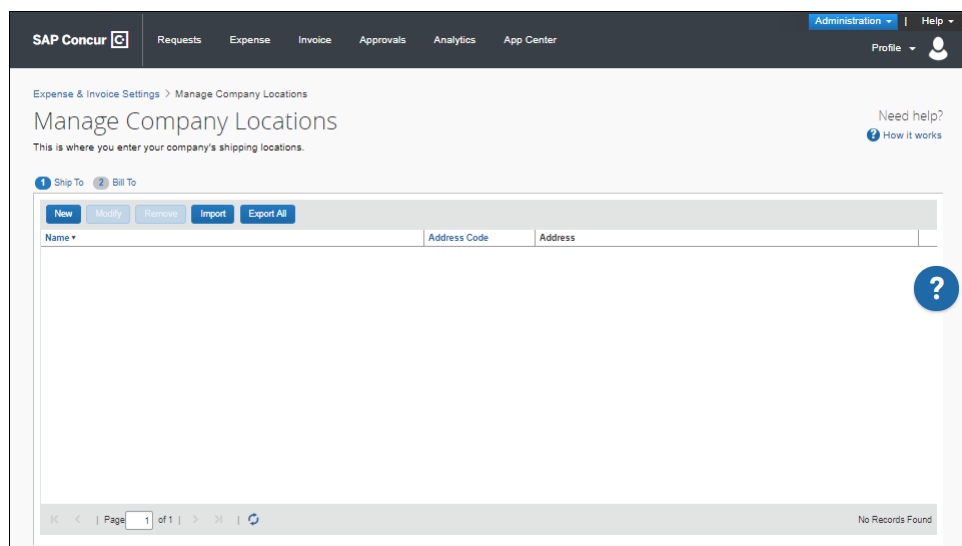 Administration | Help
SAP Concur C Requests Expense Invoice Approvals Analytics App Center
Profile
Expense & Invoice Settings > Manage Company Locations
Manage Company Locations
Need help?
? How it works
This is where you enter your company's shipping locations.
1 Ship To 2 Bill To
New Modify Remove Import Export All
Name Address Code Address
?
| Page 1 of 1 | | No Records Found